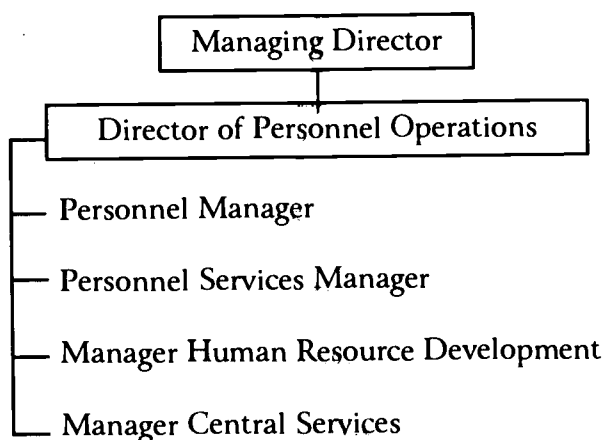 Managing Director
Director of Personnel Operations
Personnel Manager
Personnel Services Manager
Manager Human Resource Development
Manager Central Services